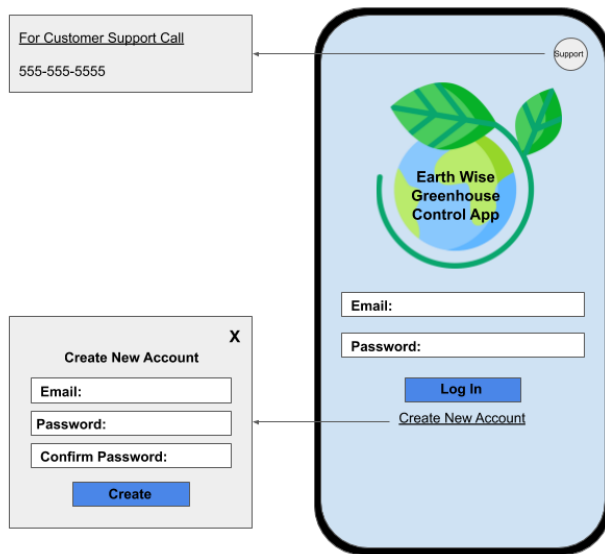 For Customer Support Call
555-555-5555
Support
Earth Wise
Greenhouse
Control App
Email:
Password:
Log In
Create New Account
X
Create New Account
Email:
Password:
Confirm Password:
Create